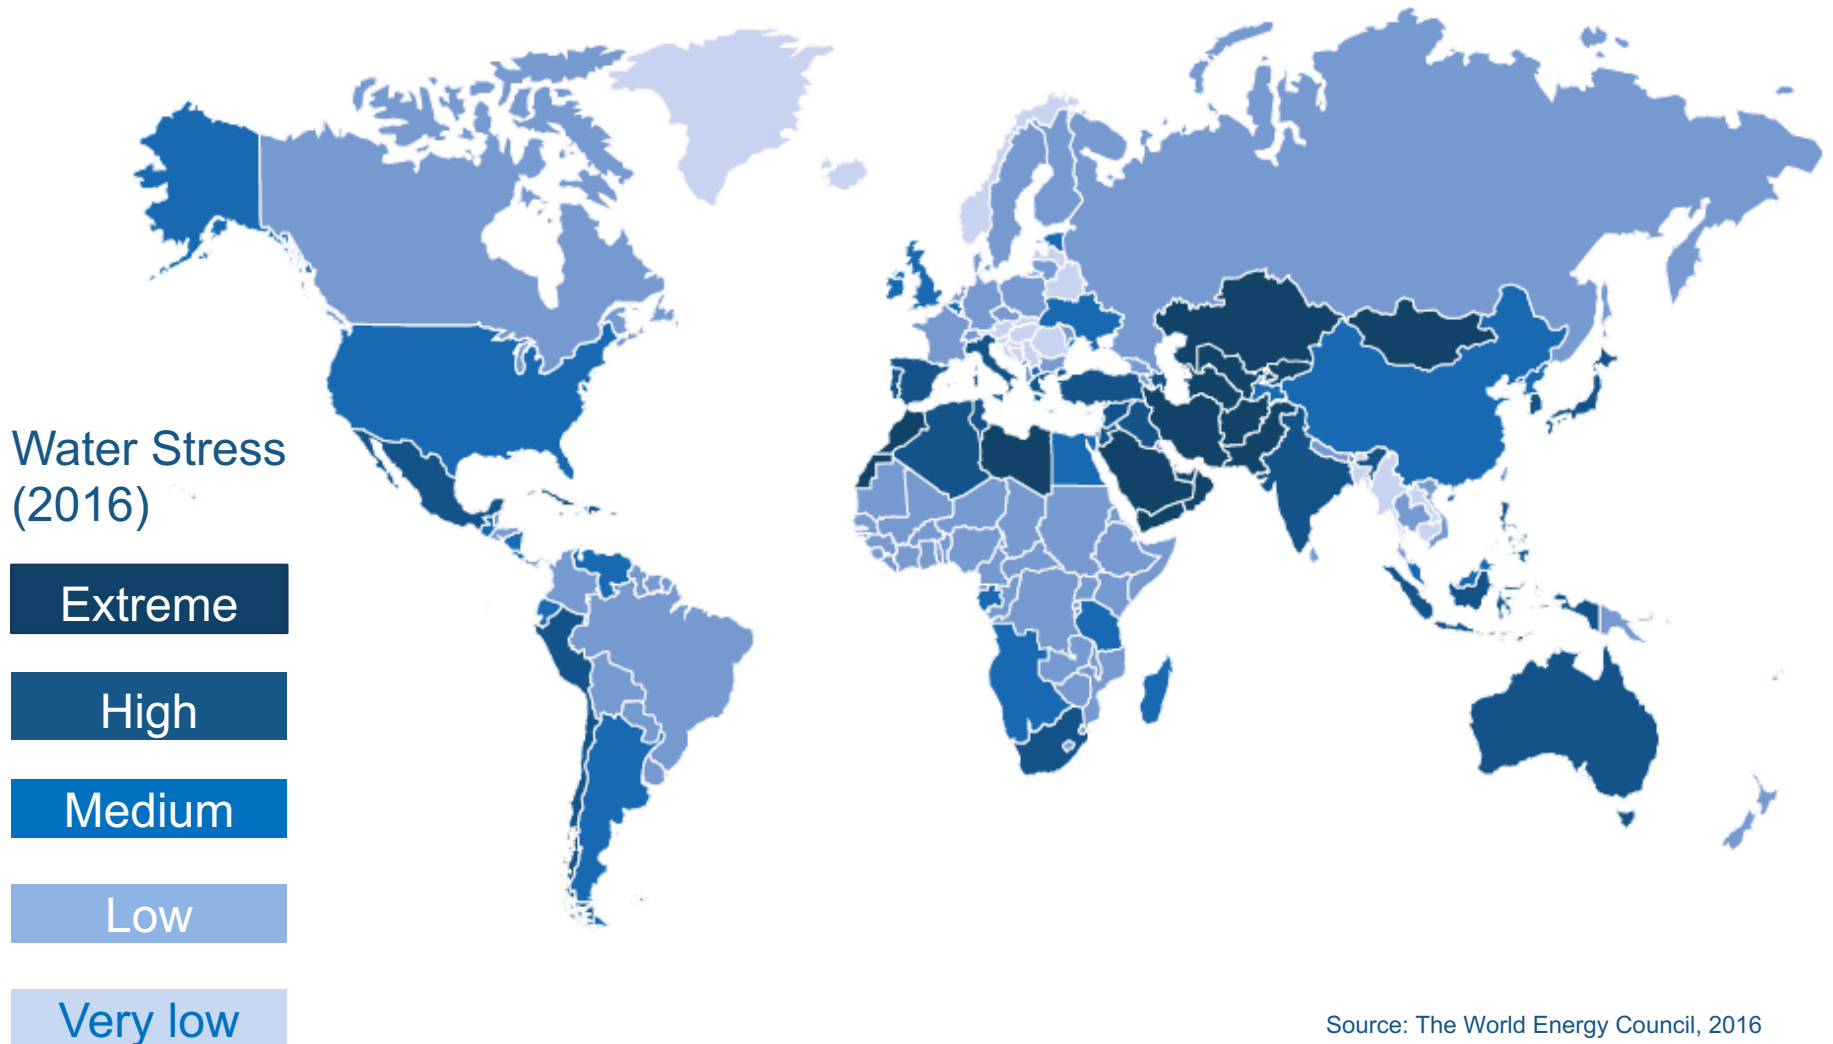 Water Stress
(2016)
Extreme
High
Medium
Low
Very low
Source: The World Energy Council, 2016